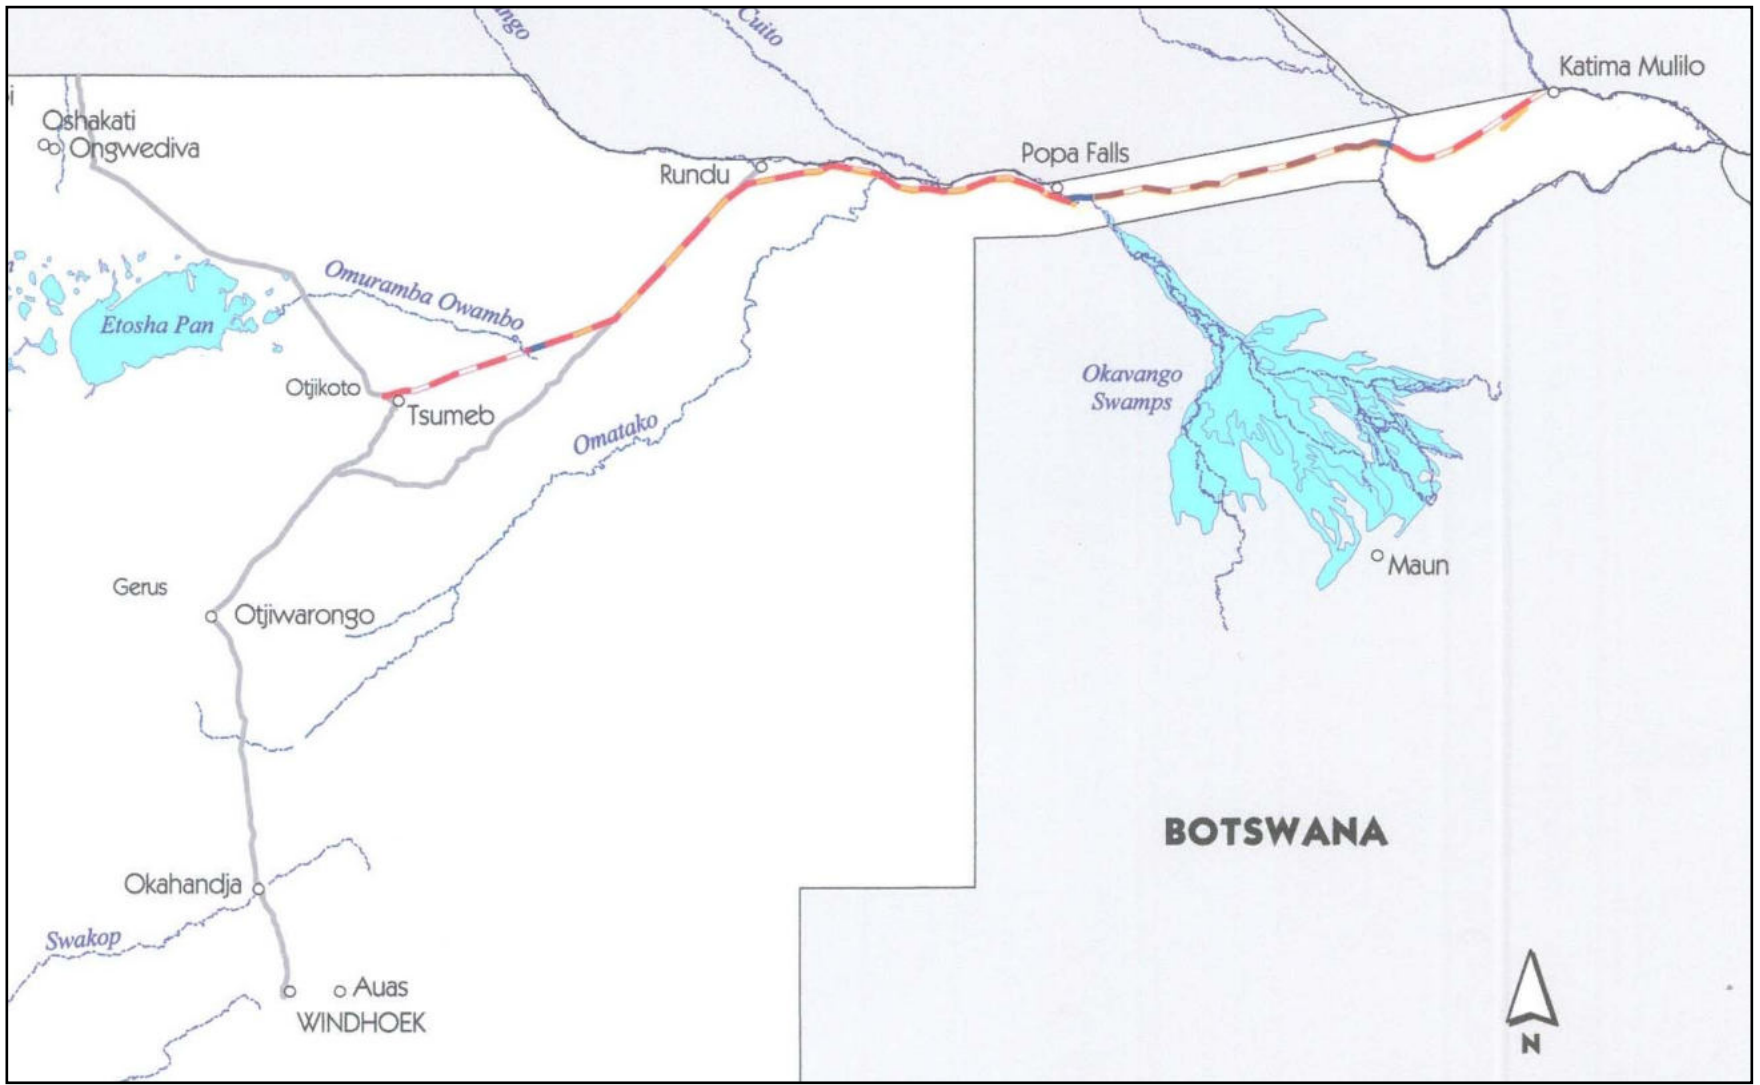 ngo
Cuito
Katima Mulilo
Oshakati
Ongwediva
Popa Falls
Rundu
Omuramba Owambo
Etosha Pan
Otjikoto
Tsumeb
Okavango
Swamps
Omatako
Maun
Gerus
Otjiwarongo
BOTSWANA
Okahandja
Swakop
Auas
WINDHOEK
N